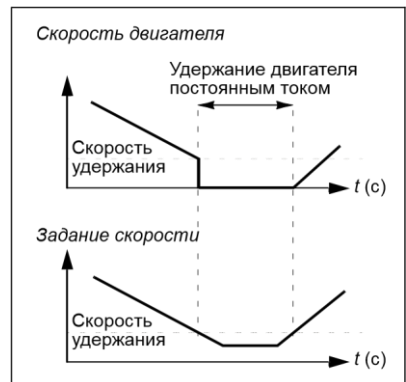 Скорость двигателя
Удержание двигателя
постоянным током
Скорость
удержания
t (с)
Задание скорости
Скорость
удержания
t (с)